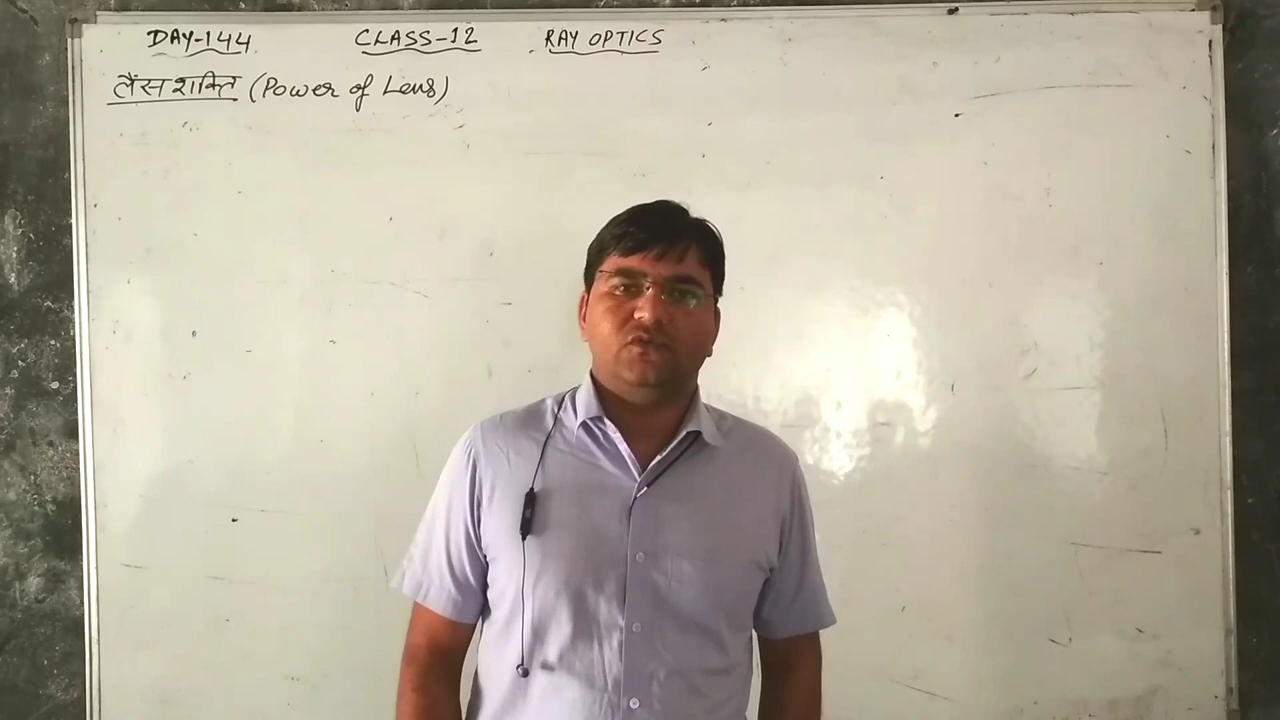 DAY-144 CLASS-12 RAY OPTICS
लैंस शक्ति (Power of Lens)